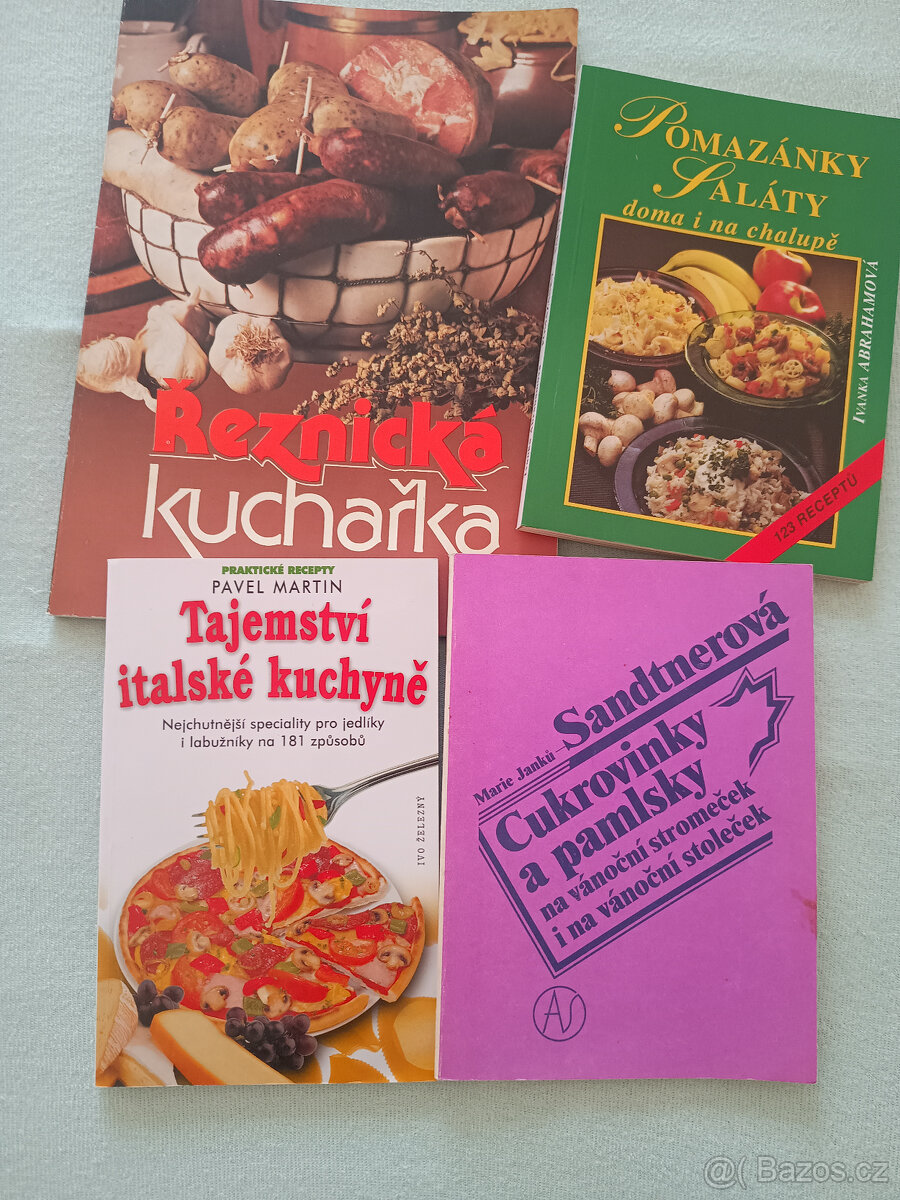 Řeznická
kuchařka
Pomazánky
Saláty
doma i na chalupě
Ivanka ABRAHAMOVÁ
123 RECEPTŮ
PRAKTICKÉ RECEPTY
PAVEL MARTIN
Tajemství
italské kuchyně
Nejchutnější speciality pro jedlíky
i labužníky na 181 způsobů
IVO ŽELEZNÝ
Marie Janků–Sandtnerová
Cukrovinky
a pamlsky
na vánoční stromeček
i na vánoční stoleček
AS
@( Bazos.cz